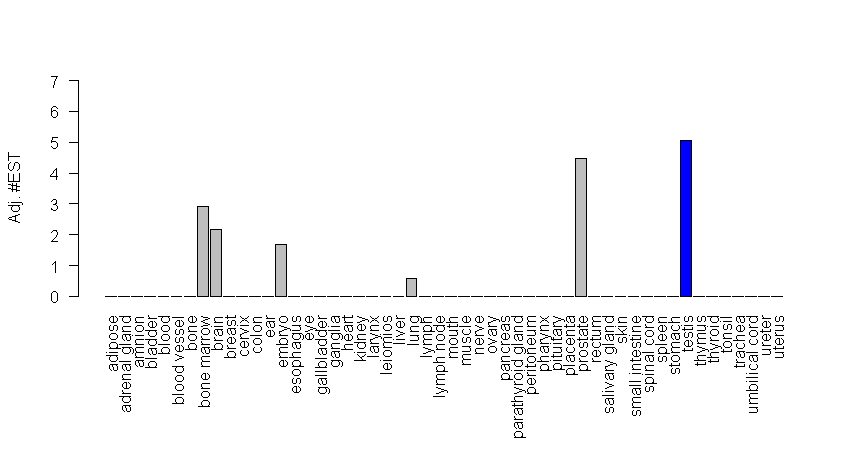 7
6
5
4
3
2
1
0
Adj. #EST
adipose
adrenal gland
amnion
bladder
blood
blood vessel
bone
bone marrow
brain
breast
cervix
colon
ear
embryo
esophagus
eye
gallbladder
ganglia
heart
kidney
larynx
leiomios
liver
lung
lymph
lymph node
mouth
muscle
nerve
ovary
pancreas
parathyroid gland
peritoneum
pharynx
pituitary
placenta
prostate
rectum
salivary gland
skin
small intestine
spinal cord
spleen
stomach
testis
thymus
thyroid
tonsil
trachea
umbilical cord
ureter
uterus